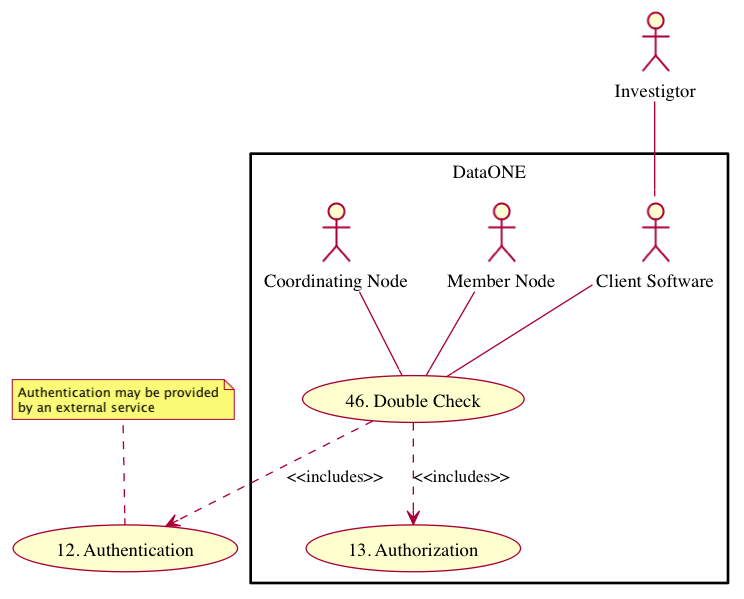 Investigtor
DataONE
Coordinating Node
Member Node
Client Software
Authentication may be provided
by an external service
46. Double Check
<<includes>>
<<includes>>
12. Authentication
13. Authorization